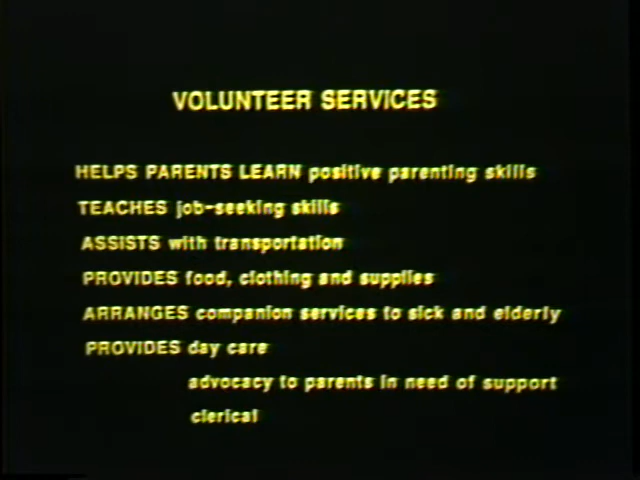 VOLUNTEER SERVICES
HELPS PARENTS LEARN positive parenting skills
TEACHES job-seeking skills
ASSISTS with transportation
PROVIDES food, clothing and supplies
ARRANGES companion services to sick and elderly
PROVIDES day care
advocacy to parents in need of support
clerical